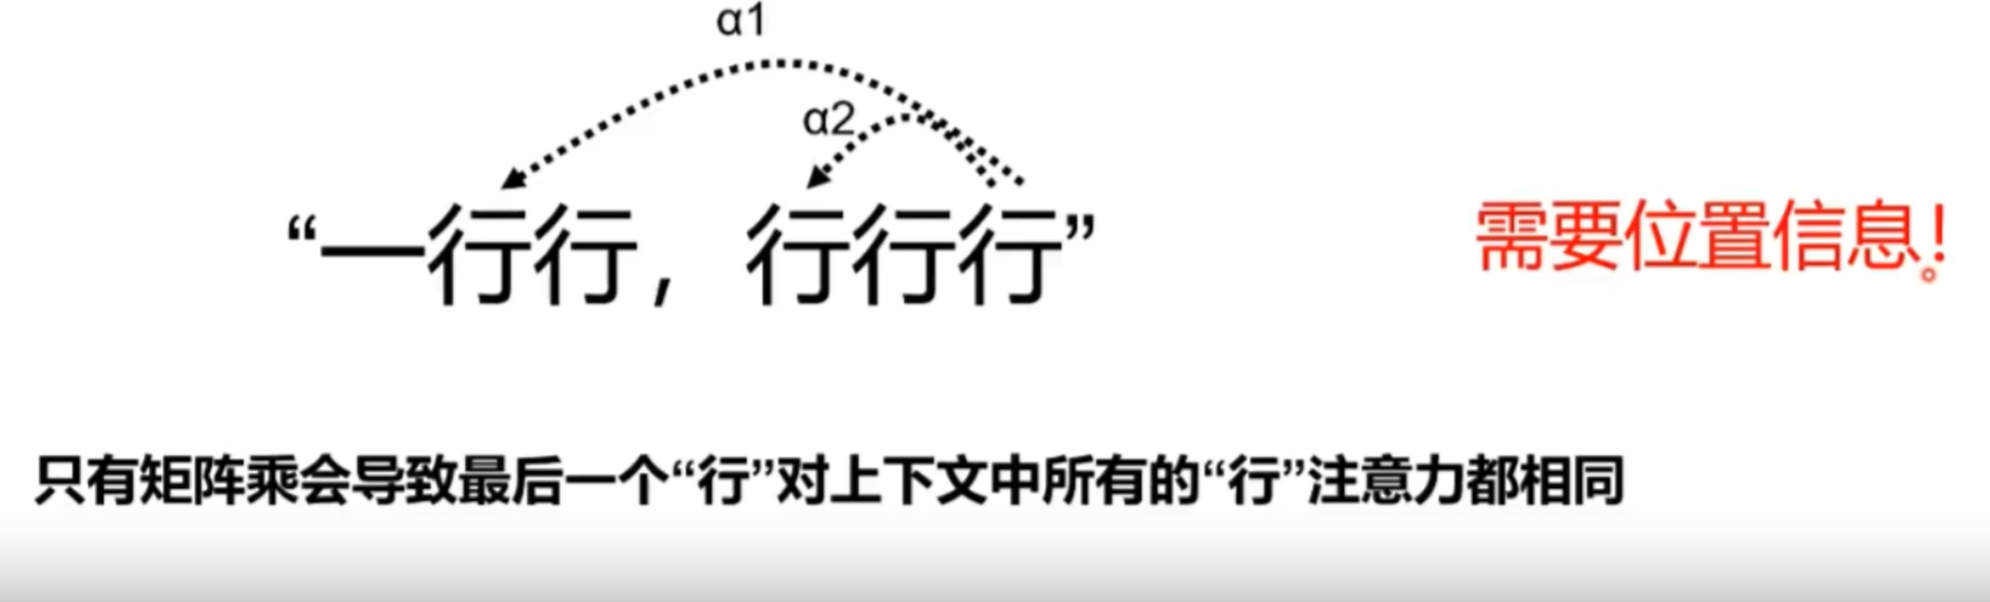 α1
α2
“一行行，行行行”
需要位置信息！
只有矩阵乘会导致最后一个“行”对上下文中所有的“行”注意力都相同